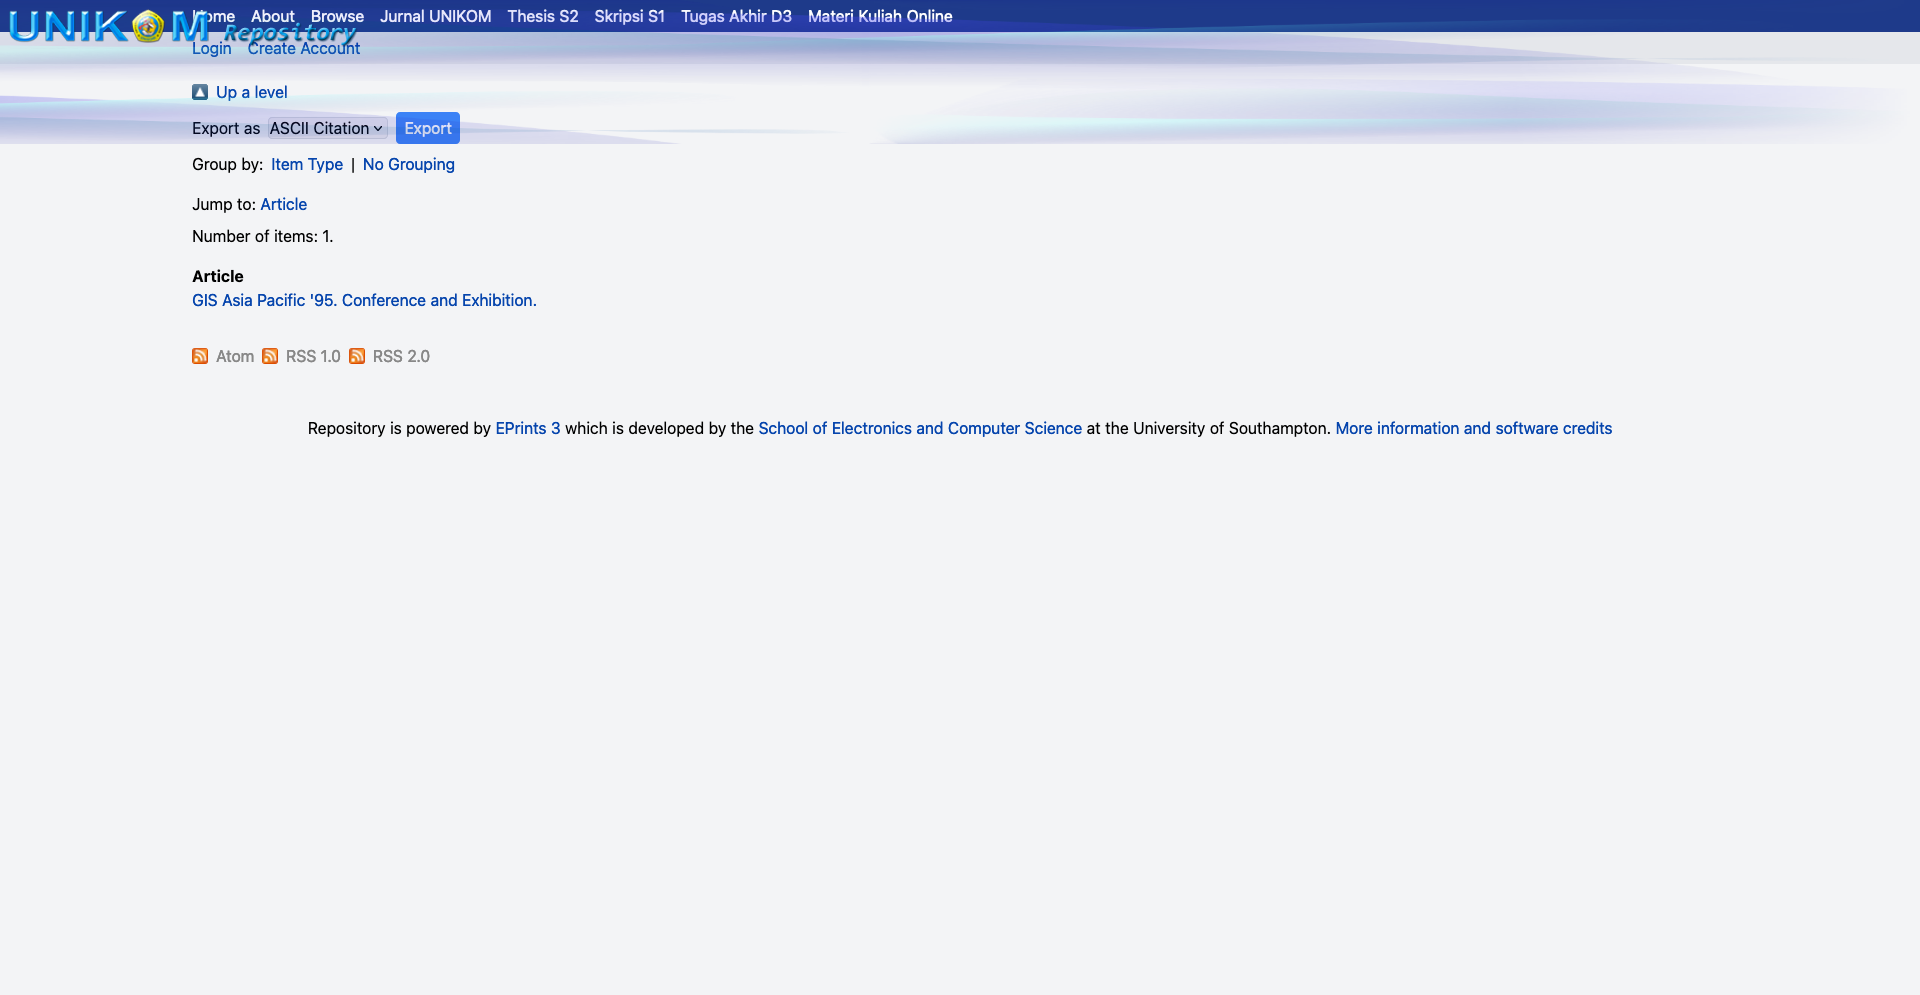 Home About Browse Jurnal UNIKOM Thesis S2 Skripsi S1 Tugas Akhir D3 Materi Kuliah Online
UNIKOM Repository
Login Create Account
Up a level
Export as ASCII Citation Export
Group by: Item Type | No Grouping
Jump to: Article
Number of items: 1.
Article
GIS Asia Pacific '95. Conference and Exhibition.
Atom RSS 1.0 RSS 2.0
Repository is powered by EPrints 3 which is developed by the School of Electronics and Computer Science at the University of Southampton. More information and software credits